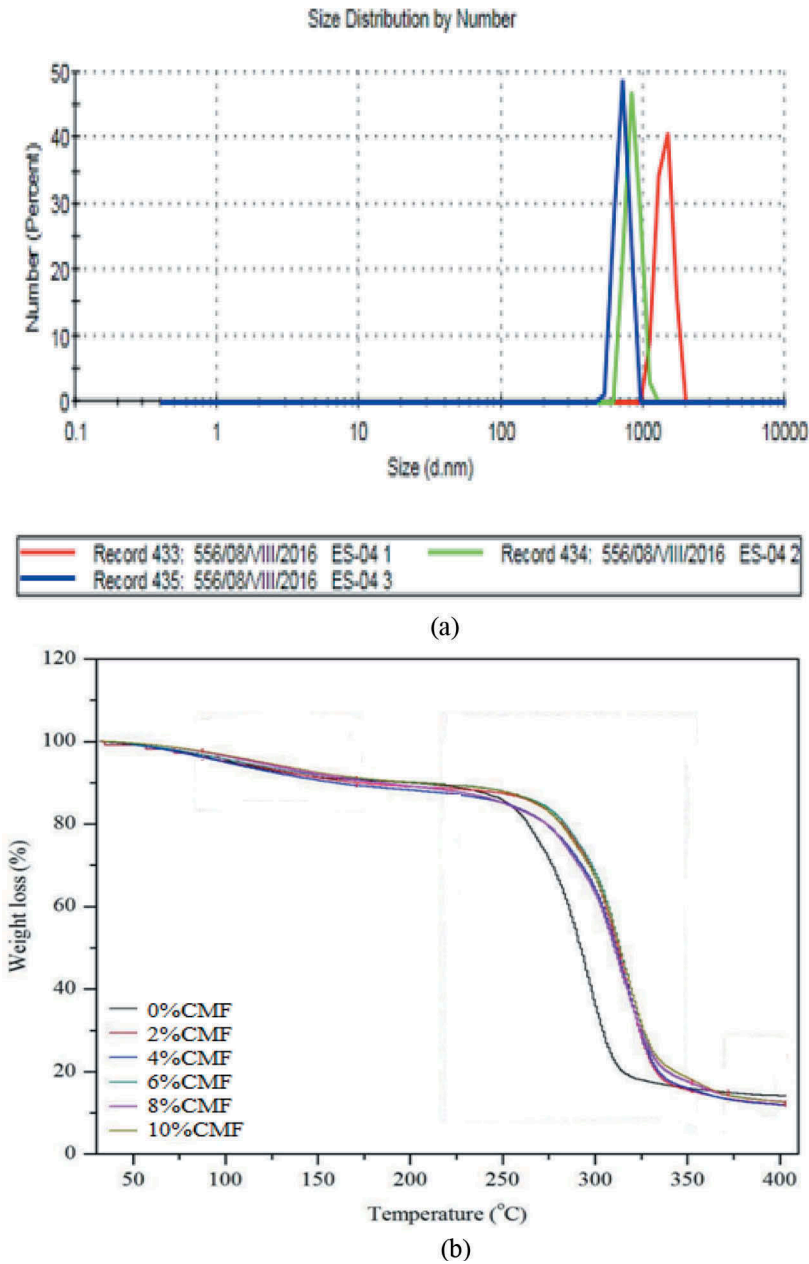 Size Distribution by Number
50
40
30
20
10
0
Number (Percent)
0.1 1 10 100 1000 10000
Size (d.nm)
Record 433: 556/08/VIII/2016 ES-04 1 Record 434: 556/08/VIII/2016 ES-04 2
Record 435: 556/08/VIII/2016 ES-04 3
(a)
120
100
80
60
40
20
0
Weight loss (%)
0%CMF
2%CMF
4%CMF
6%CMF
8%CMF
10%CMF
50 100 150 200 250 300 350 400
Temperature (°C)
(b)